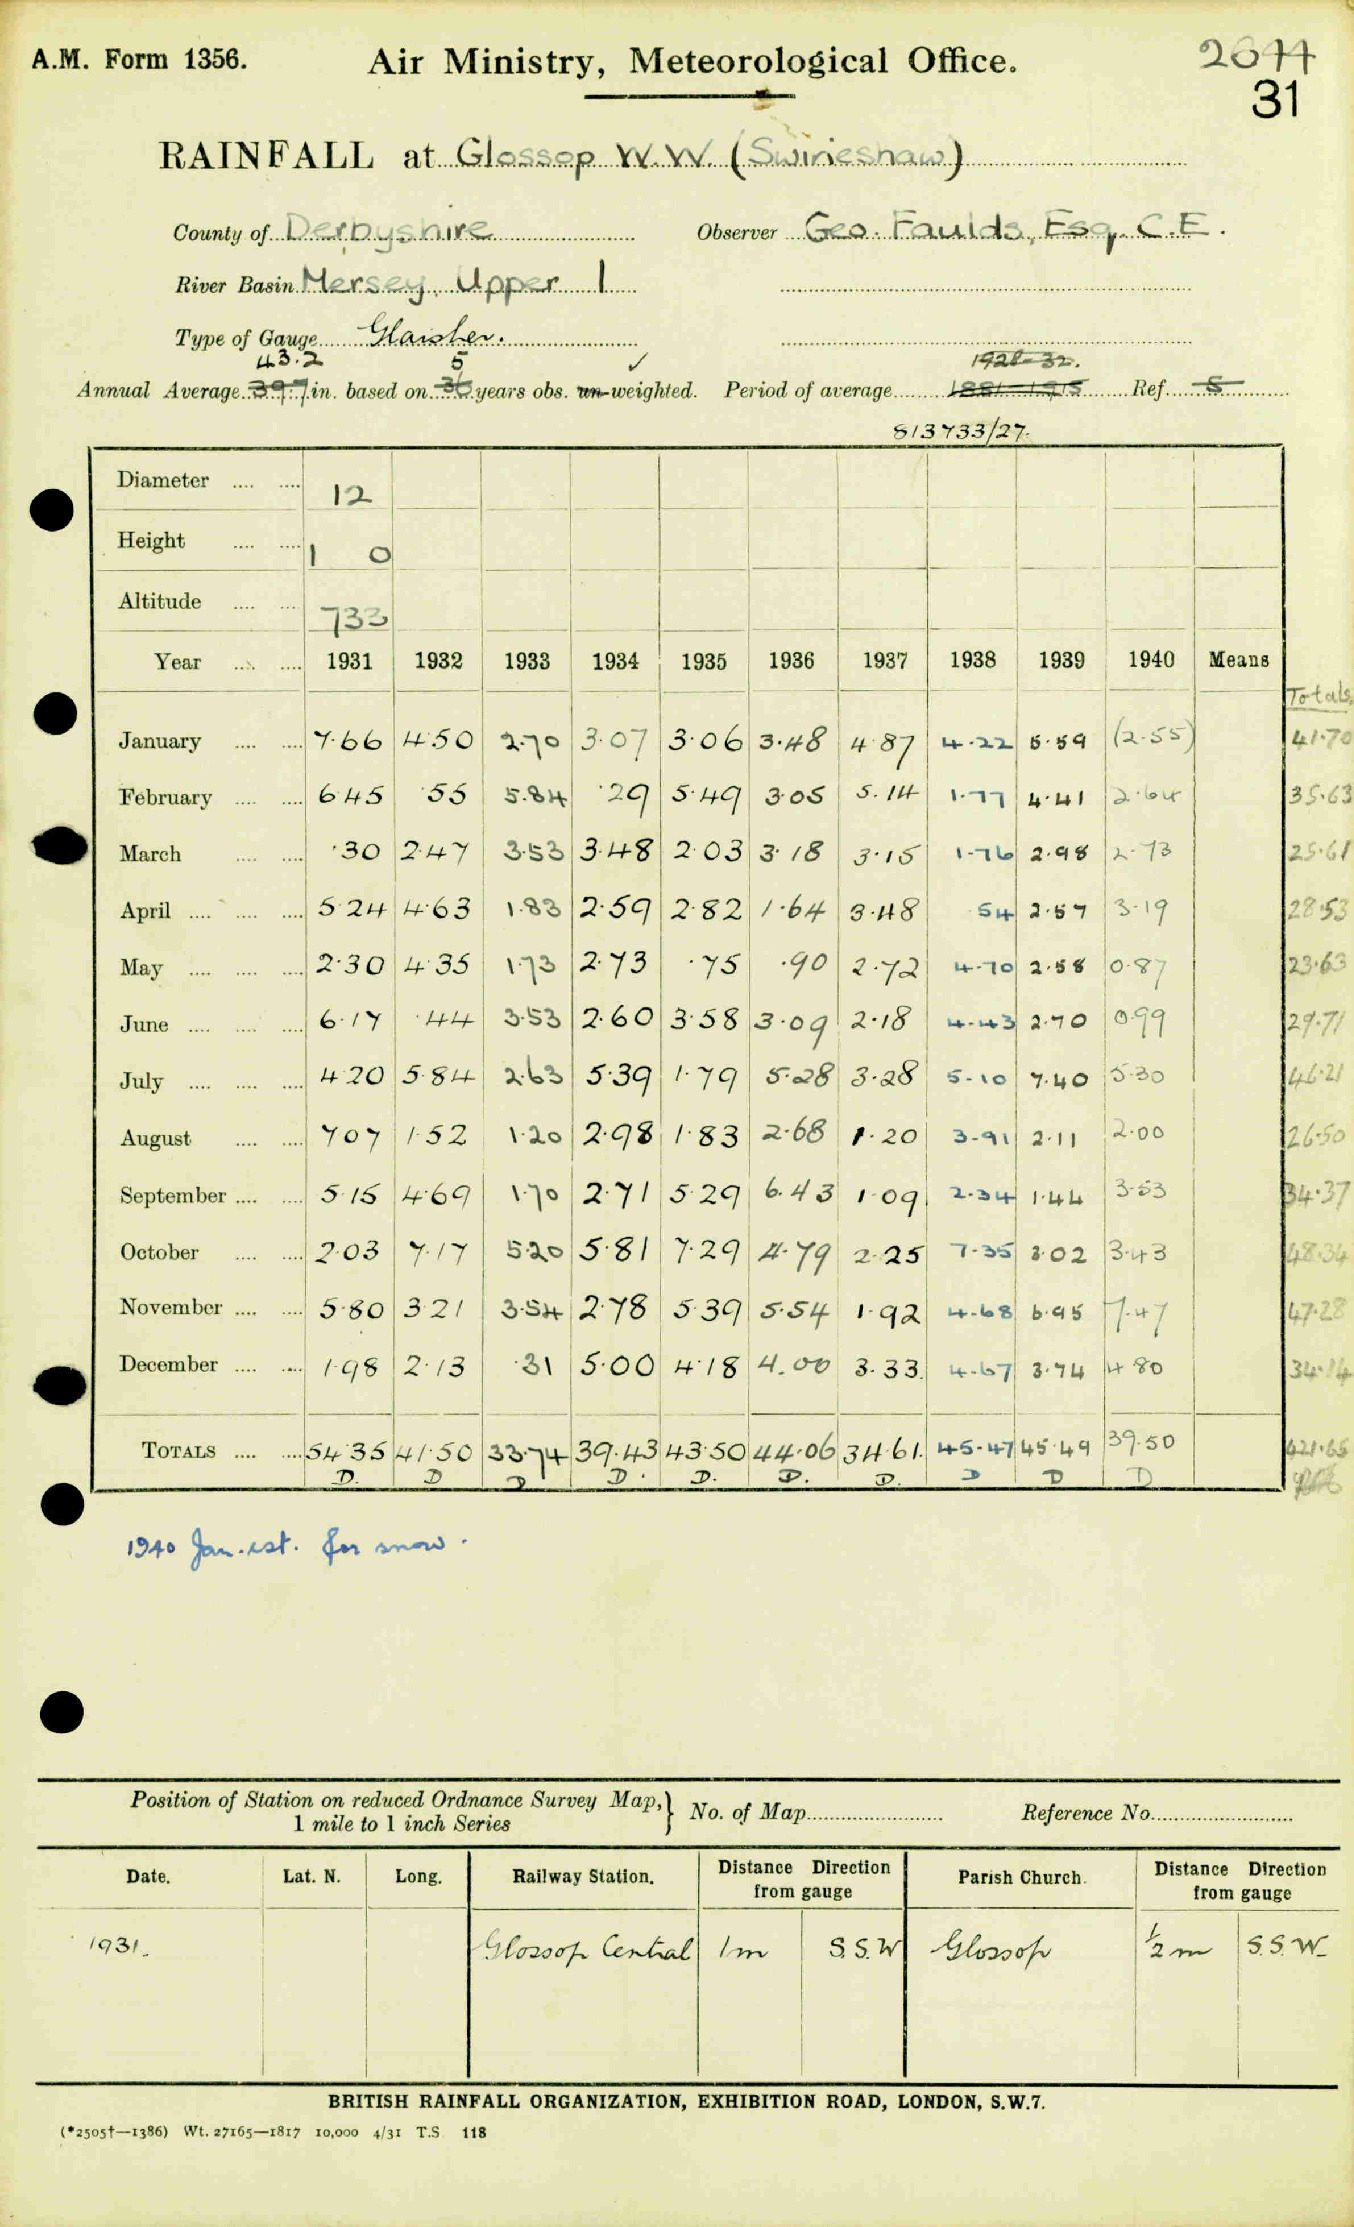 A.M. Form 1356. Air Ministry, Meteorological Office. 2644
31
RAINFALL at Glossop W.W. (Swineshaw)
County of Derbyshire Observer Geo. Faulds, Esq. C.E.
River Basin Mersey, Upper 1
Type of Gauge Glaisher.
43.2 5 ✓ 1928-32.
Annual Average 39.7 in. based on 36 years obs. un-weighted. Period of average 1881-1915 Ref. S
813733/27.
Diameter .... .... 12
Height .... .... 1 0
Altitude .... .... 733
Year .... .... 1931 1932 1933 1934 1935 1936 1937 1938 1939 1940 Means
Totals
January .... .... 7.66 4.50 2.70 3.07 3.06 3.48 4.87 4.22 5.59 (2.55) 41.70
February .... .... 6.45 .55 5.84 .29 5.49 3.05 5.14 1.77 4.41 2.64 35.63
March .... .... .30 2.47 3.53 3.48 2.03 3.18 3.15 1.76 2.98 2.73 25.61
April .... .... .... 5.24 4.63 1.83 2.59 2.82 1.64 3.48 .54 2.57 3.19 28.53
May .... .... .... 2.30 4.35 1.73 2.73 .75 .90 2.72 4.70 2.58 0.87 23.63
June .... .... .... 6.17 .44 3.53 2.60 3.58 3.09 2.18 4.43 2.70 0.99 29.71
July .... .... .... 4.20 5.84 2.63 5.39 1.79 5.28 3.28 5.10 7.40 5.30 46.21
August .... .... 7.07 1.52 1.20 2.98 1.83 2.68 1.20 3.91 2.11 2.00 26.50
September .... .... 5.15 4.69 1.70 2.71 5.29 6.43 1.09 2.34 1.44 3.53 34.37
October .... .... 2.03 7.17 5.20 5.81 7.29 4.79 2.25 7.35 3.02 3.43 48.34
November .... .... 5.80 3.21 3.54 2.78 5.39 5.54 1.92 4.68 6.95 7.47 47.28
December .... .... 1.98 2.13 .31 5.00 4.18 4.00 3.33 4.67 3.74 4.80 34.14
TOTALS .... .... 54.35 41.50 33.74 39.43 43.50 44.06 34.61. 45.47 45.49 39.50 421.65
D. D D D. D. D. D. D D D
1940 Jan. est. for snow.
Position of Station on reduced Ordnance Survey Map, } No. of Map Reference No.
1 mile to 1 inch Series
Date. Lat. N. Long. Railway Station. Distance Direction Parish Church. Distance Direction
from gauge from gauge
1931. Glossop Central 1m S.S.W Glossop ½ m S.S.W.
BRITISH RAINFALL ORGANIZATION, EXHIBITION ROAD, LONDON, S.W.7.
(*2505†—1386) Wt. 27165—1817 10,000 4/31 T.S. 118